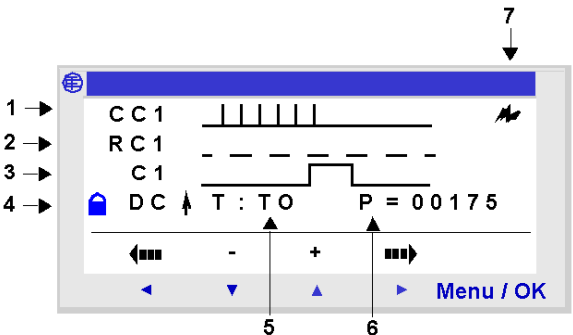 7
1 CC1
2 RC1
3 C1
4 DC T : TO P = 00175
- +
Menu / OK
5 6